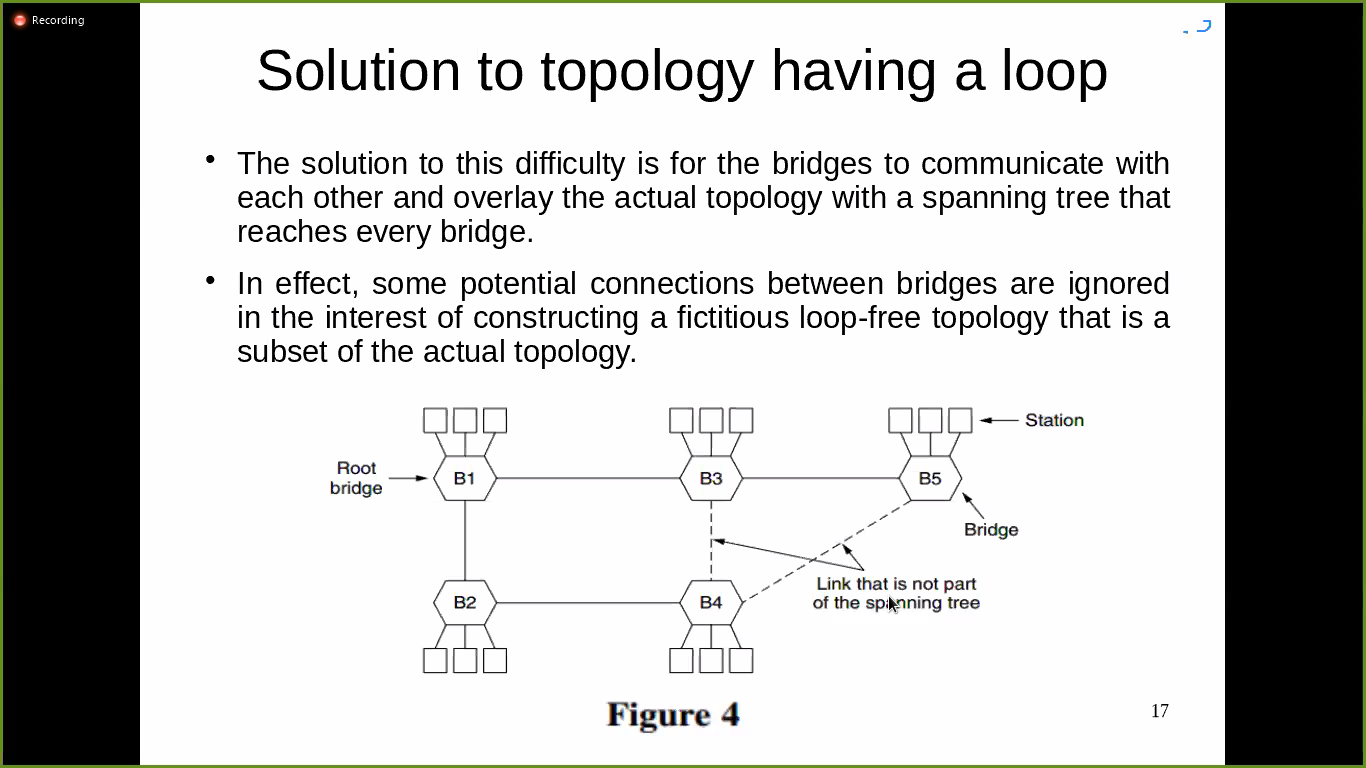 Recording
Solution to topology having a loop
• The solution to this difficulty is for the bridges to communicate with
each other and overlay the actual topology with a spanning tree that
reaches every bridge.
• In effect, some potential connections between bridges are ignored
in the interest of constructing a fictitious loop-free topology that is a
subset of the actual topology.
Station
Root
bridge
B1
B3
B5
Bridge
Link that is not part
of the spanning tree
B2
B4
Figure 4
17